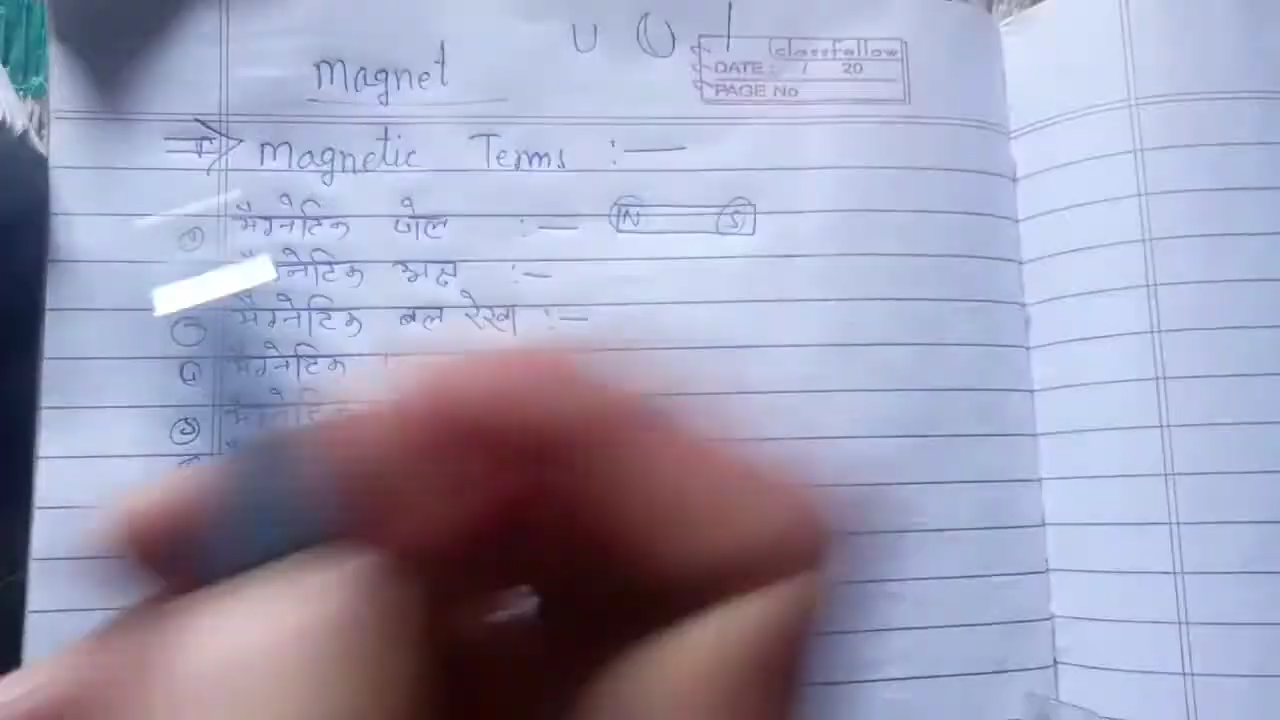 Magnet
classfellow
DATE: / 20
PAGE No
⇒ Magnetic Terms :—
① मैग्नेटिक पोल :— N S
नेटिक अक्ष :—
③ मैग्नेटिक बल रेखा :—
④ मैग्नेटिक
⑤ मैग्नेटिक